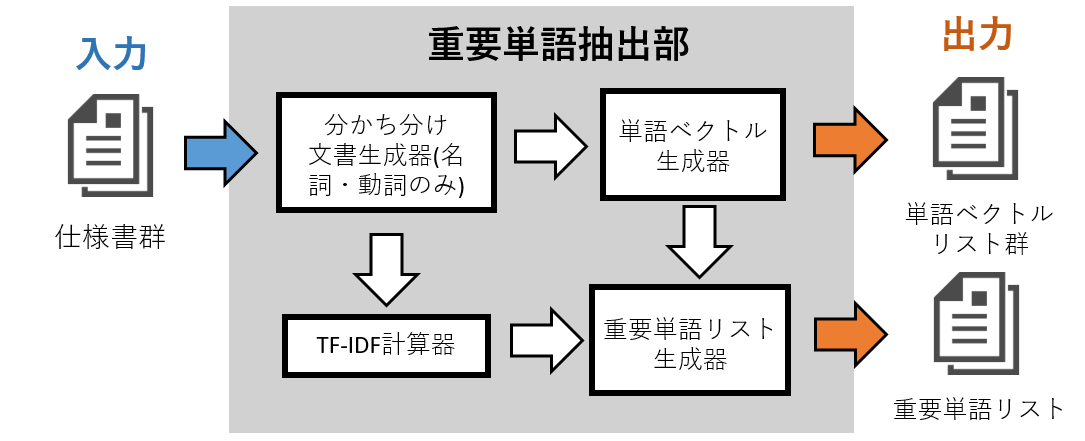 入力
仕様書群
重要単語抽出部
分かち分け
文書生成器(名
詞・動詞のみ)
単語ベクトル
生成器
TF-IDF計算器
重要単語リスト
生成器
出力
単語ベクトル
リスト群
重要単語リスト